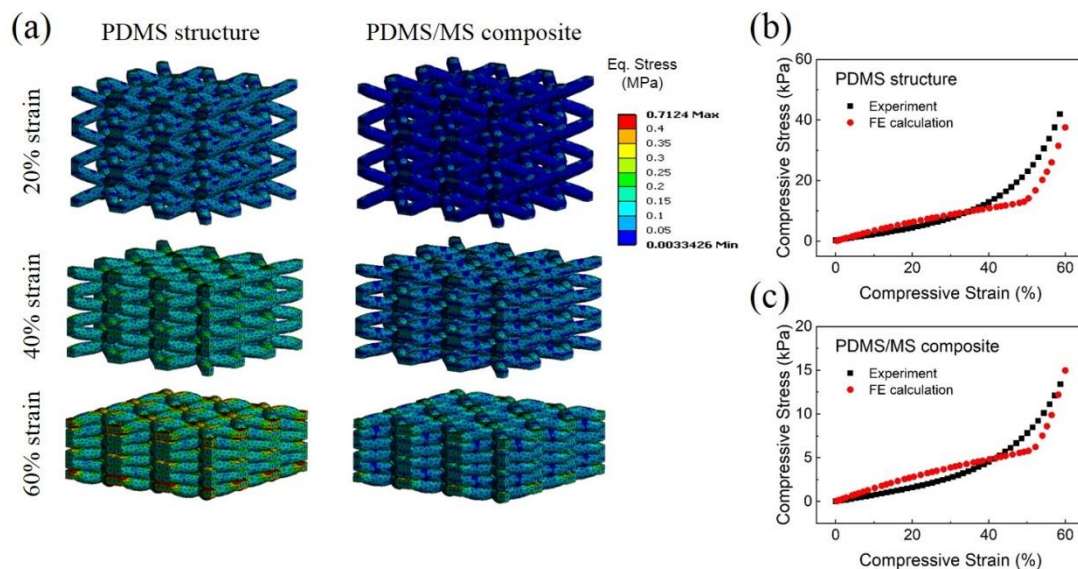 (a)
PDMS structure
PDMS/MS composite
Eq. Stress
(MPa)
0.7124 Max
0.4
0.35
0.3
0.25
0.2
0.15
0.1
0.05
0.0033426 Min
20% strain
40% strain
60% strain
(b)
60
40
20
0
Compressive Stress (kPa)
PDMS structure
Experiment
FE calculation
0 20 40 60
Compressive Strain (%)
(c)
20
15
10
5
0
Compressive Stress (kPa)
PDMS/MS composite
Experiment
FE calculation
0 20 40 60
Compressive Strain (%)